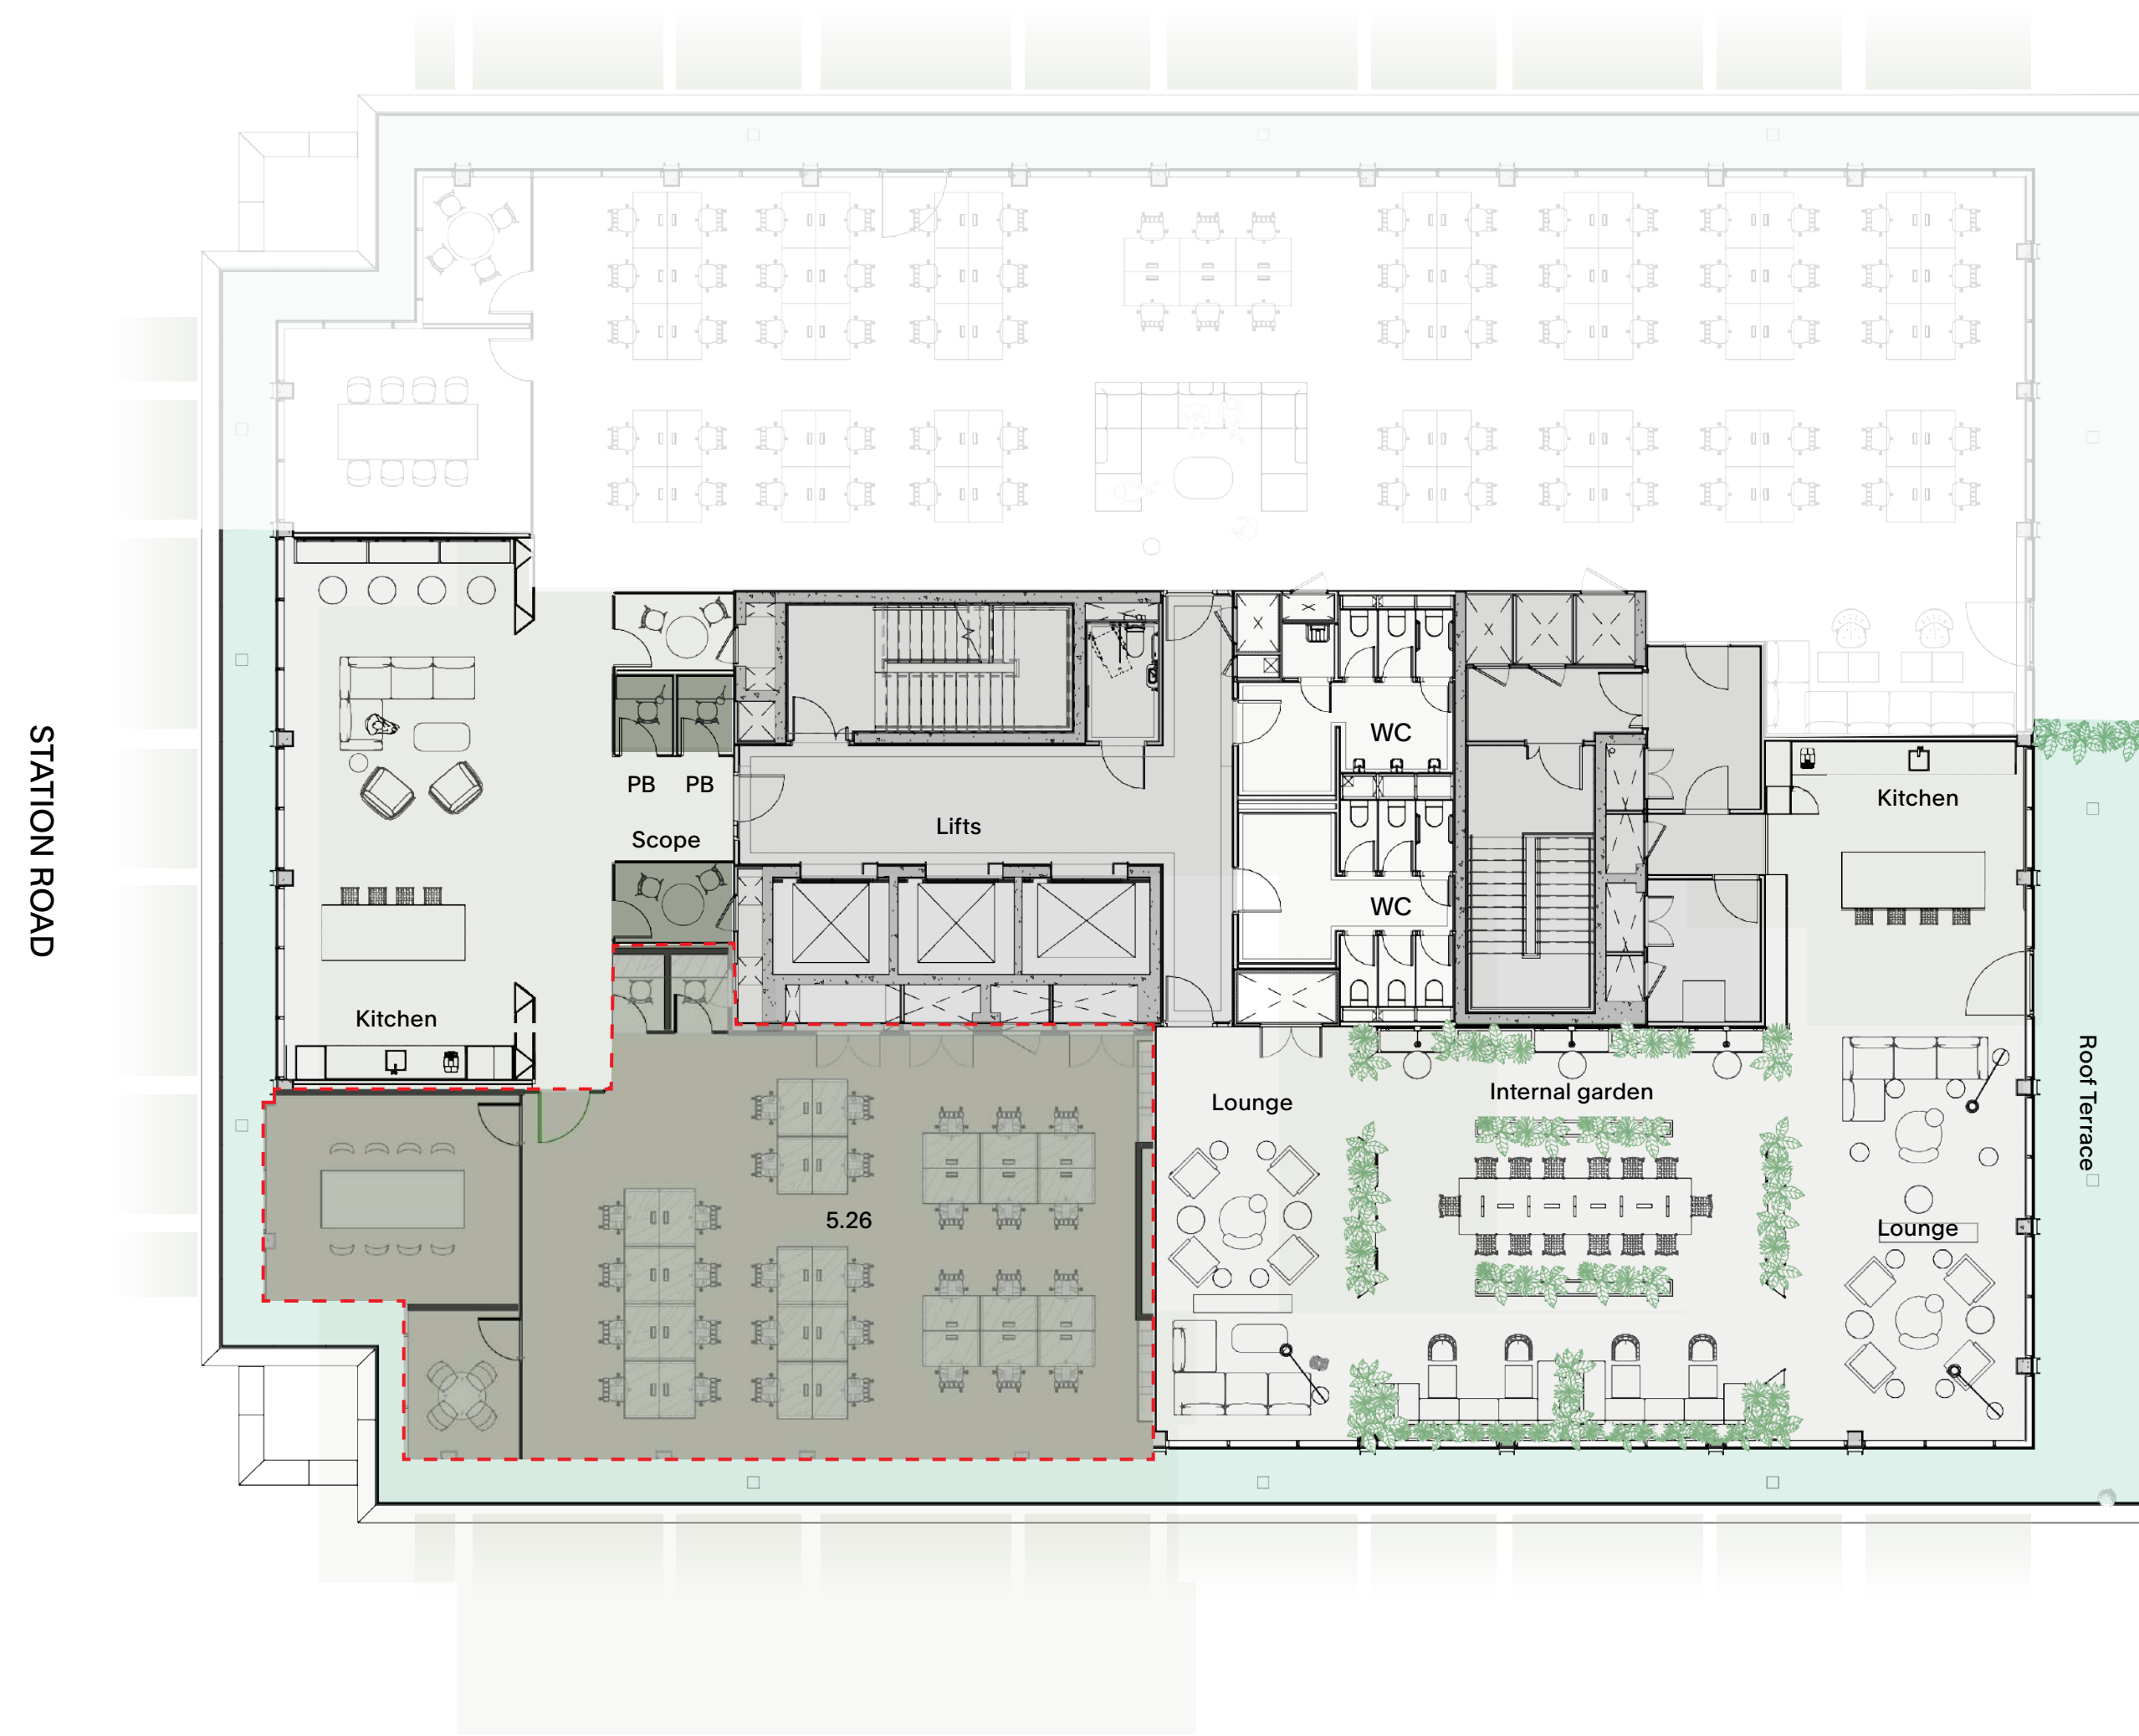 STATION ROAD
WC
PB PB
Kitchen
Scope
Lifts
WC
Kitchen
Roof Terrace
Internal garden
Lounge
5.26
Lounge